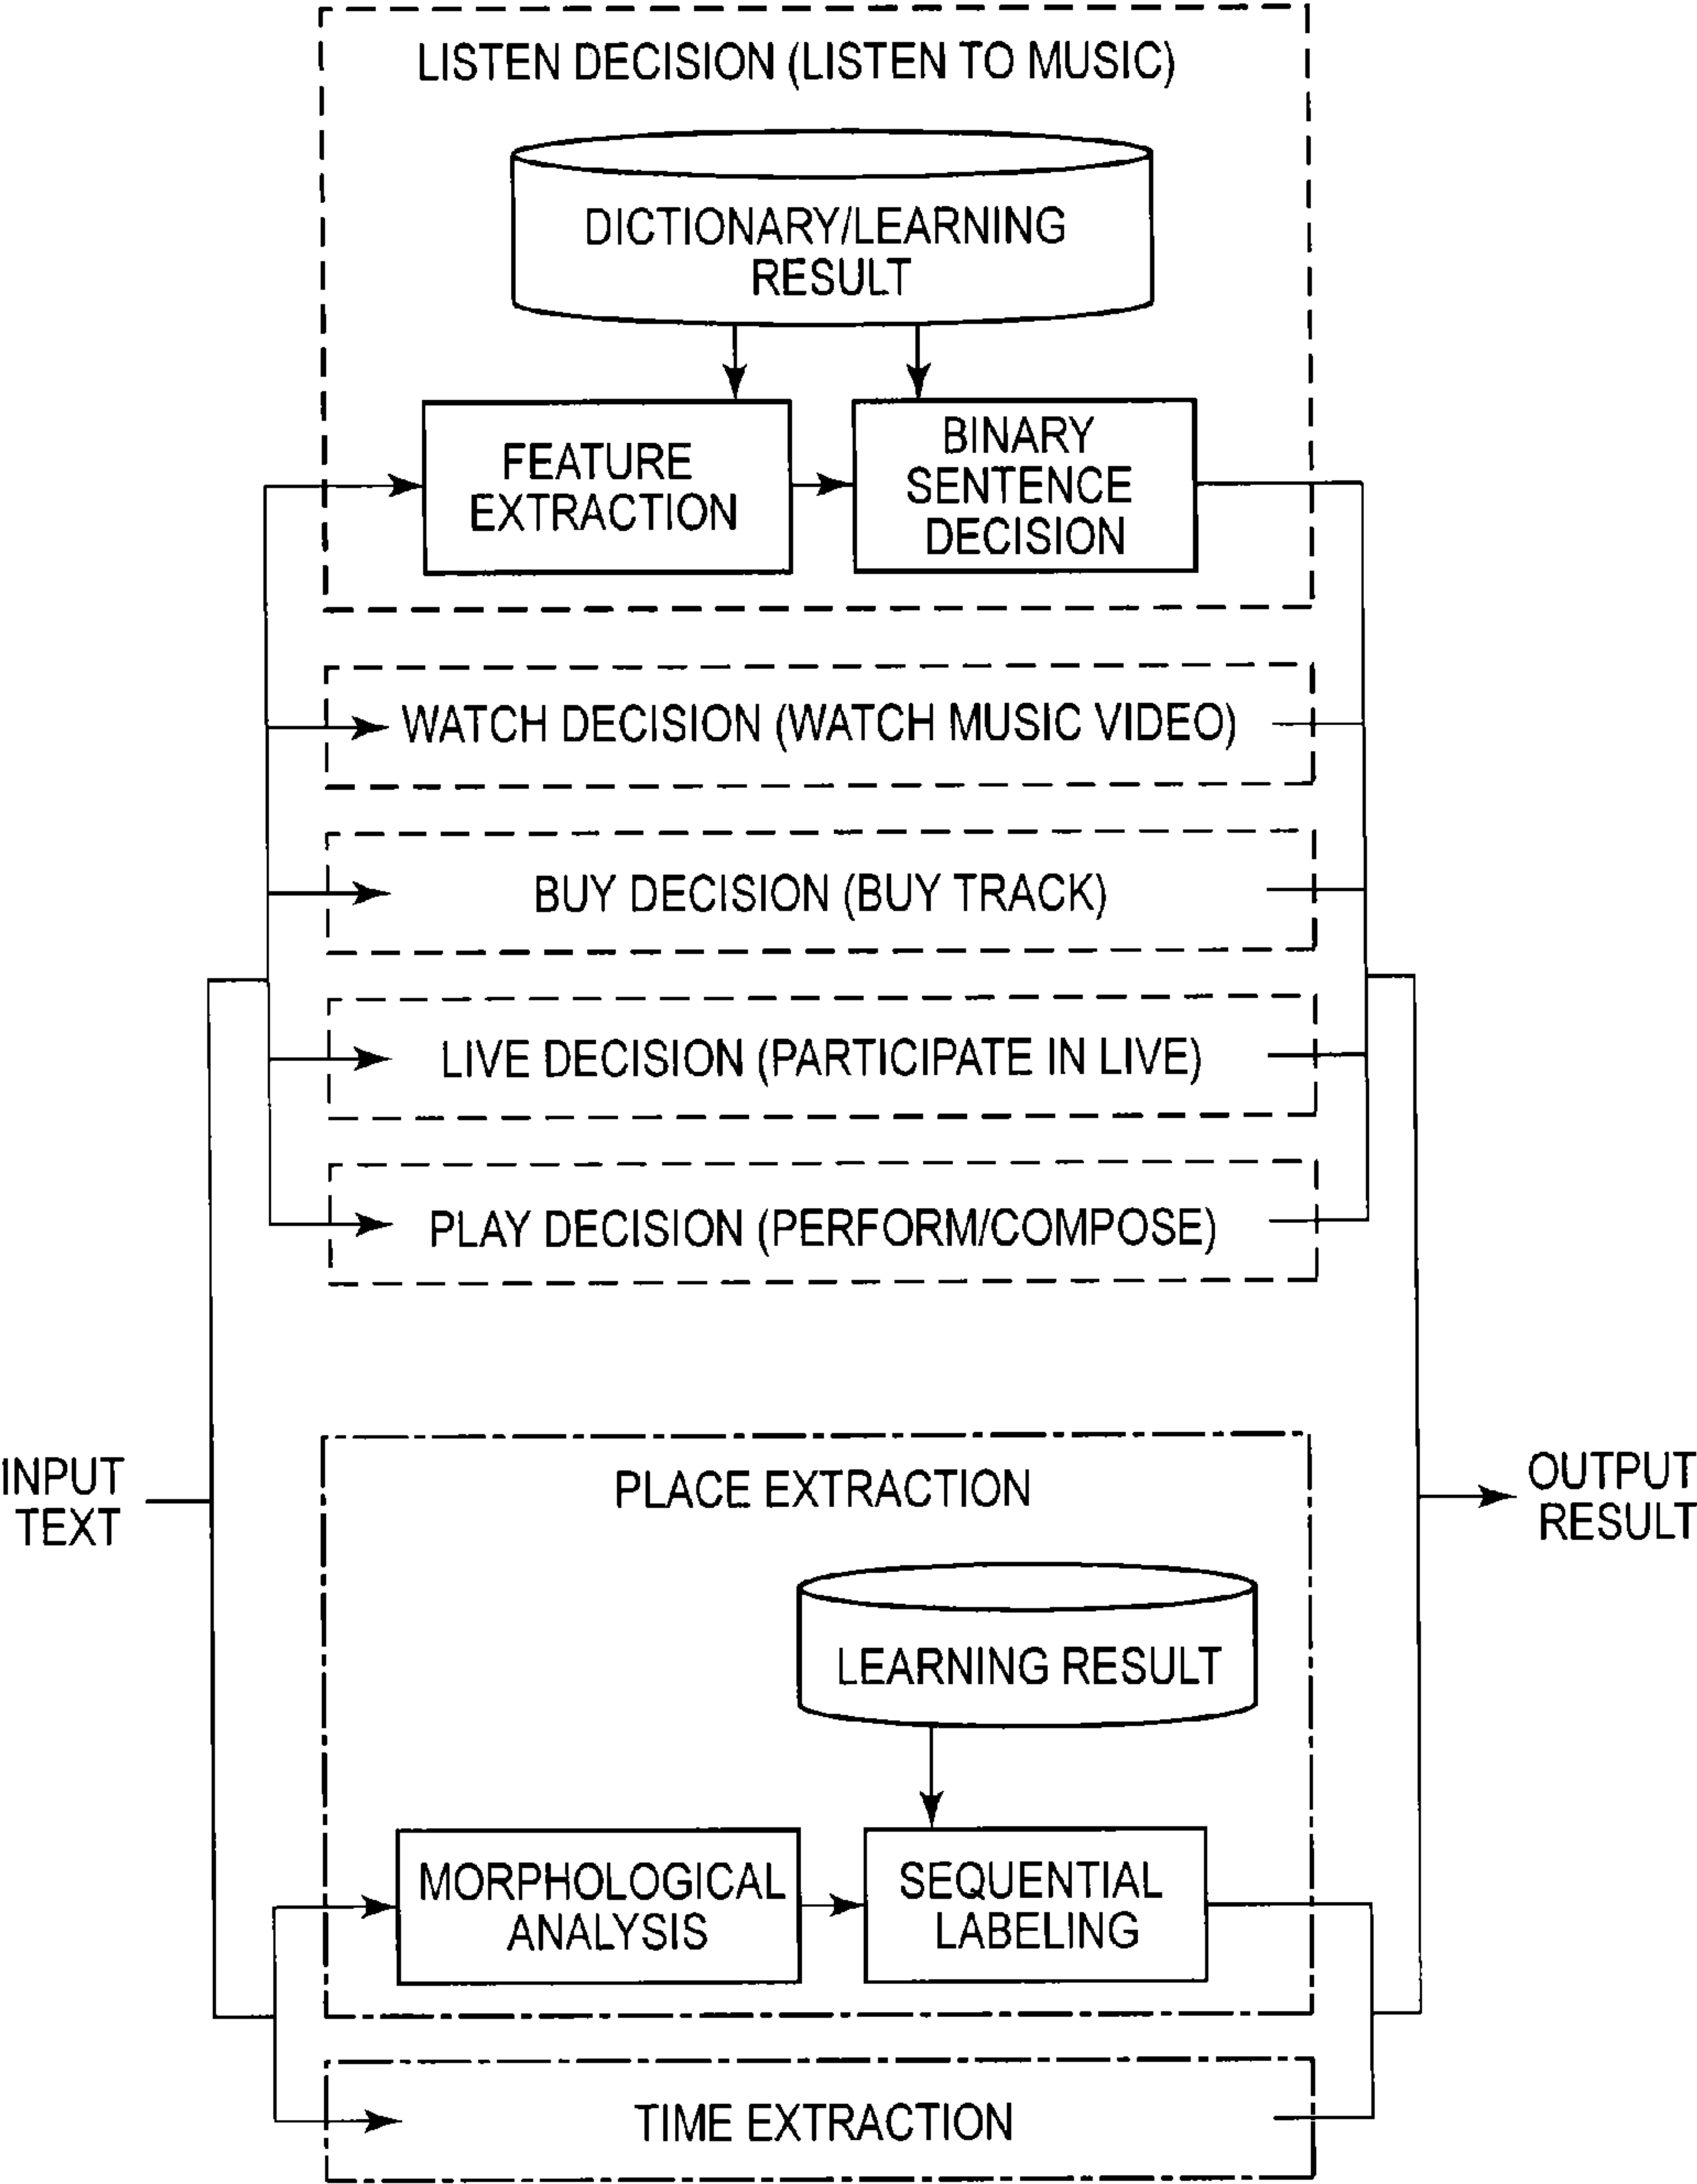 LISTEN DECISION (LISTEN TO MUSIC)
DICTIONARY/LEARNING
RESULT
FEATURE
EXTRACTION
BINARY
SENTENCE
DECISION
WATCH DECISION (WATCH MUSIC VIDEO)
BUY DECISION (BUY TRACK)
LIVE DECISION (PARTICIPATE IN LIVE)
PLAY DECISION (PERFORM/COMPOSE)
INPUT
TEXT
PLACE EXTRACTION
LEARNING RESULT
MORPHOLOGICAL
ANALYSIS
SEQUENTIAL
LABELING
OUTPUT
RESULT
TIME EXTRACTION